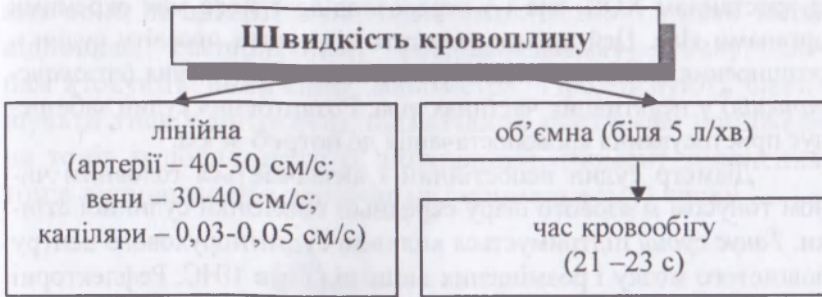 Швидкість кровоплину
лінійна
(артерії – 40-50 см/с;
вени – 30-40 см/с;
капіляри – 0,03-0,05 см/с)
об’ємна (біля 5 л/хв)
час кровообігу
(21 –23 с)